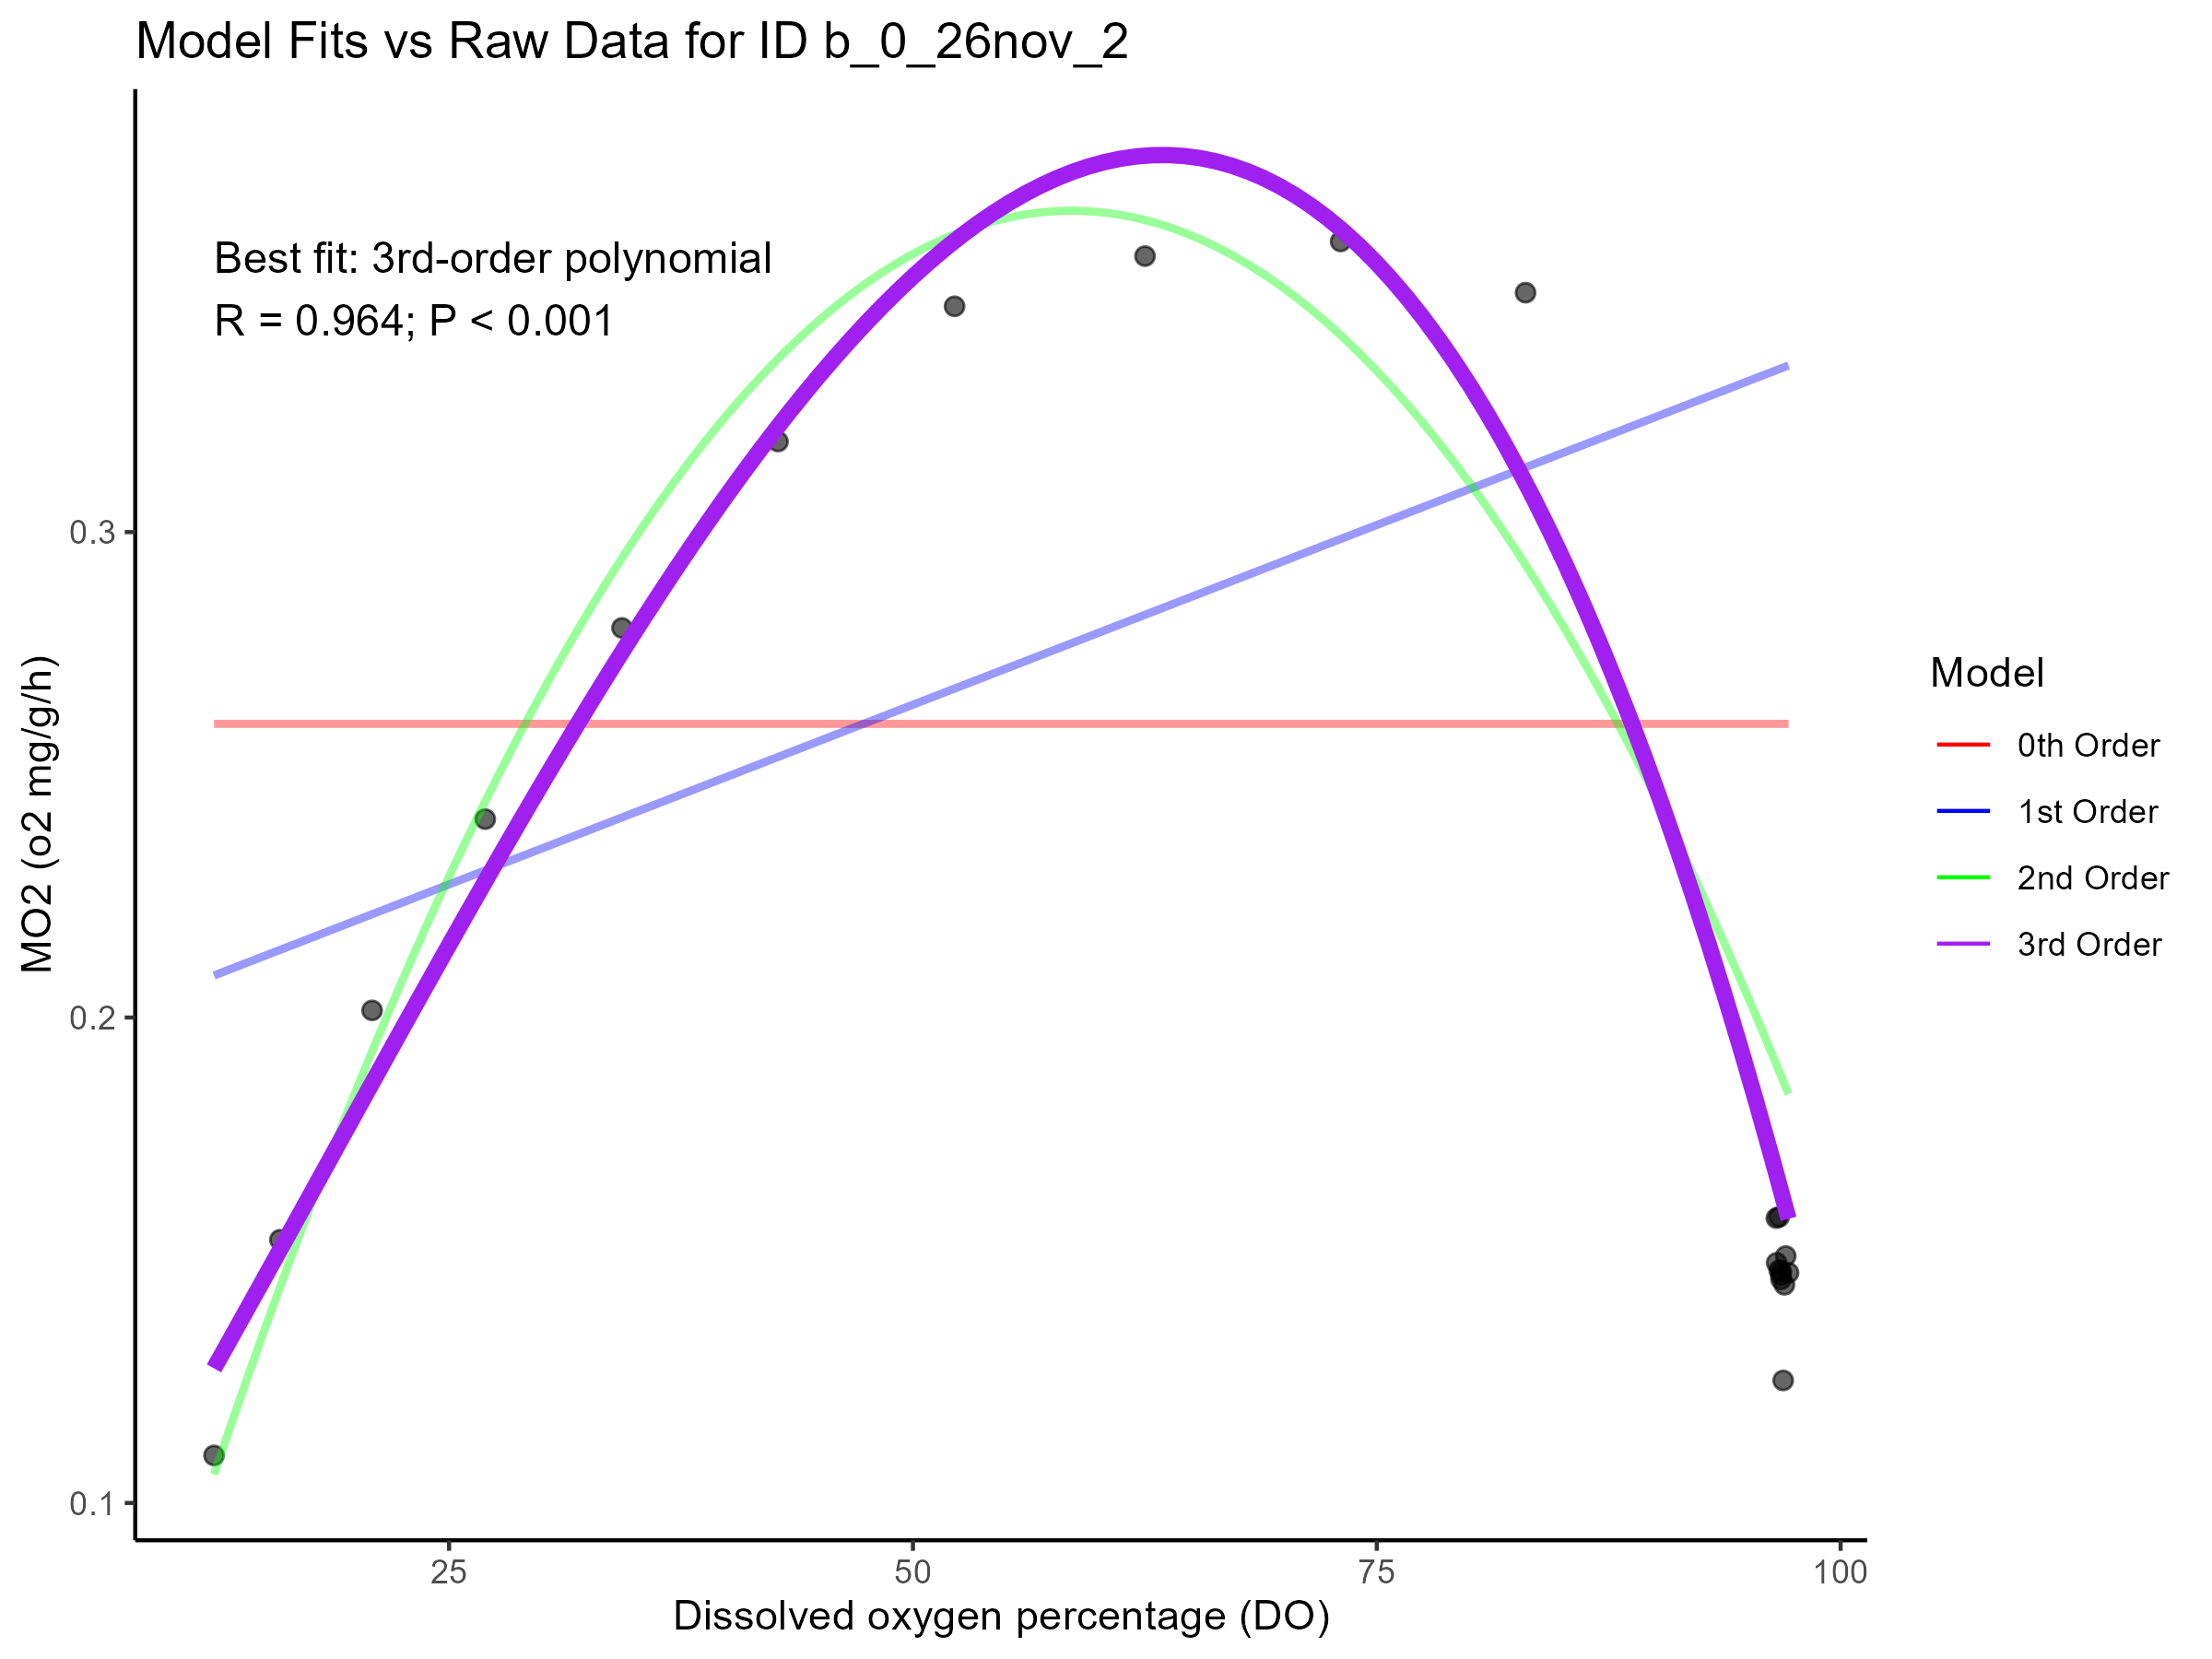 Model Fits vs Raw Data for ID b_0_26nov_2
Best fit: 3rd-order polynomial
R = 0.964; P < 0.001
MO2 (o2 mg/g/h)
0.3
0.2
0.1
25
50
75
100
Dissolved oxygen percentage (DO)
Model
0th Order
1st Order
2nd Order
3rd Order